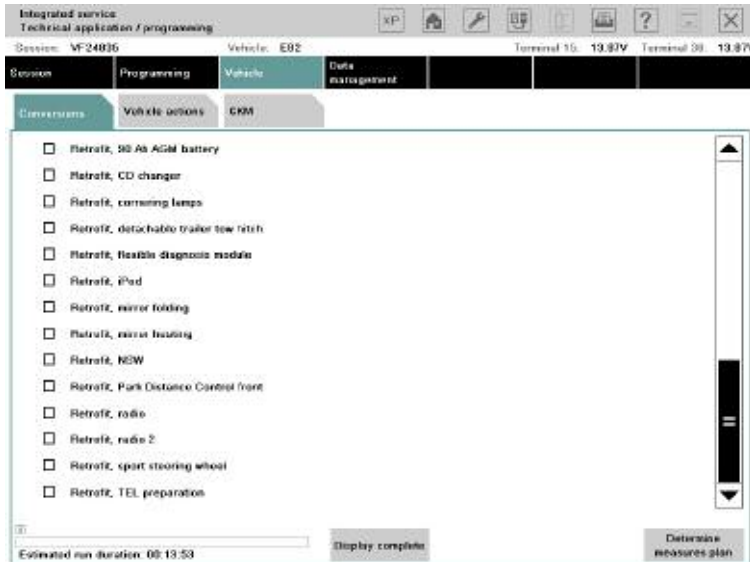 Integrated service
Technical application / programming
Session: VF24836 Vehicle: E82 Terminal 15: 13.87V Terminal 30: 13.87V
Session Programming Vehicle Data management
Conversions Vehicle actions CKM
Retrofit, 90 Ah AGM battery
Retrofit, CD changer
Retrofit, cornering lamps
Retrofit, detachable trailer tow hitch
Retrofit, flexible diagnosis module
Retrofit, iPod
Retrofit, mirror folding
Retrofit, mirror heating
Retrofit, NSW
Retrofit, Park Distance Control front
Retrofit, radio
Retrofit, radio 2
Retrofit, sport steering wheel
Retrofit, TEL preparation
Estimated run duration: 00:13:53
Display complete
Determine
measures plan